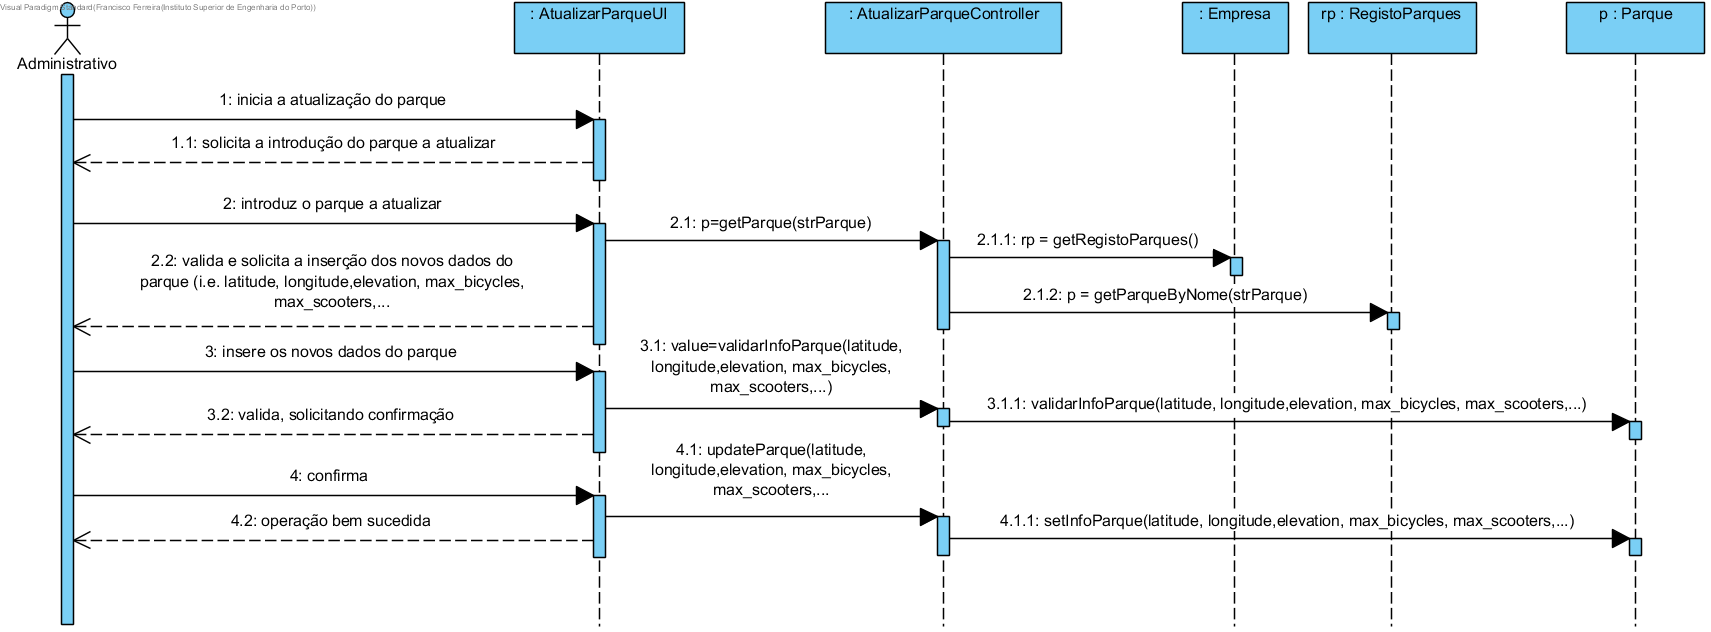 Visual Paradigm Standard(Francisco Ferreira(Instituto Superior de Engenharia do Porto))
: AtualizarParqueUI
: AtualizarParqueController
: Empresa
rp : RegistoParques
p : Parque
Administrativo
1: inicia a atualização do parque
1.1: solicita a introdução do parque a atualizar
2: introduz o parque a atualizar
2.1: p=getParque(strParque)
2.1.1: rp = getRegistoParques()
2.2: valida e solicita a inserção dos novos dados do
parque (i.e. latitude, longitude,elevation, max_bicycles,
max_scooters,...
2.1.2: p = getParqueByNome(strParque)
3: insere os novos dados do parque
3.1: value=validarInfoParque(latitude,
longitude,elevation, max_bicycles,
max_scooters,...)
3.1.1: validarInfoParque(latitude, longitude,elevation, max_bicycles, max_scooters,...)
3.2: valida, solicitando confirmação
4.1: updateParque(latitude,
longitude,elevation, max_bicycles,
max_scooters,...
4: confirma
4.2: operação bem sucedida
4.1.1: setInfoParque(latitude, longitude,elevation, max_bicycles, max_scooters,...)